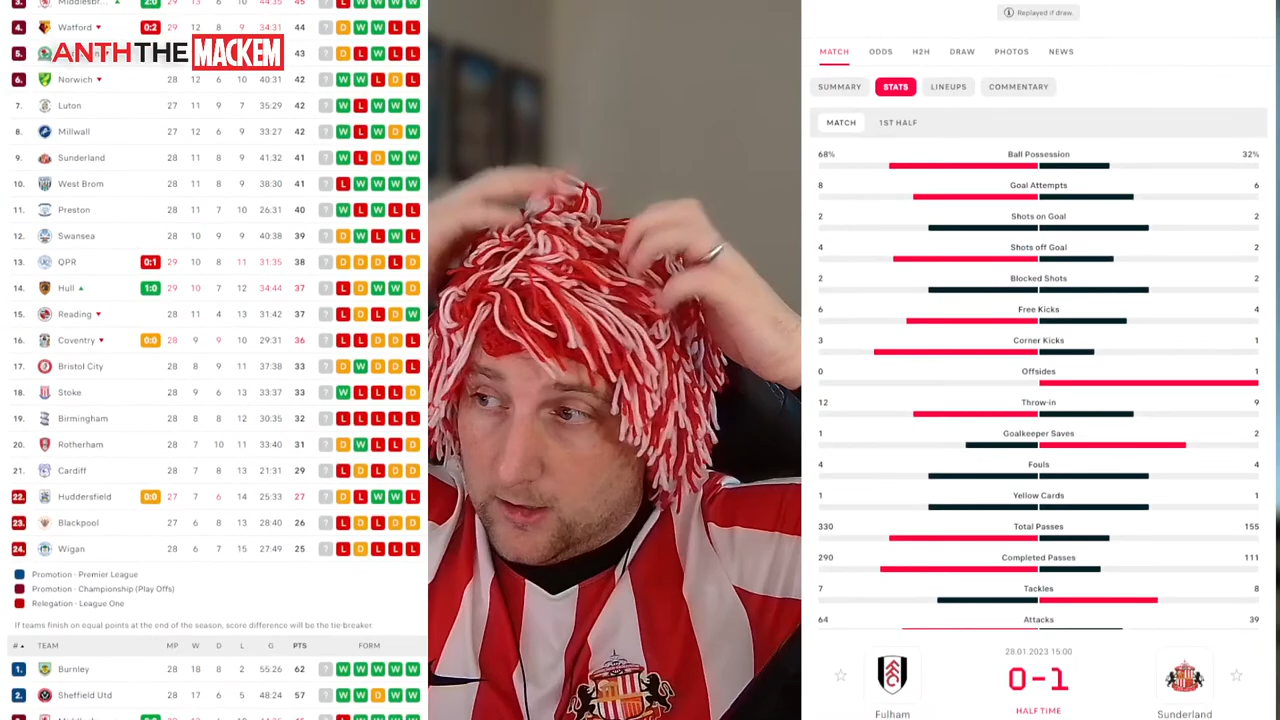 3. Middlesbr... 2:0 29 13 6 10 44:35 45 ? L W W W W
4. Watford 0:2 29 12 8 9 34:31 44 ? D W W L L
ANTHTHE MACKEM
5. 43 ? D L W L L
6. Norwich 28 12 6 10 40:31 42 ? W W L D L
7. Luton 27 11 9 7 35:29 42 ? W L W W W
8. Millwall 27 12 6 9 33:27 42 ? W L W D W
9. Sunderland 28 11 8 9 41:32 41 ? W L D W W
10. West Brom 28 11 8 9 38:30 41 ? L W W W W
11. Preston 28 11 7 10 26:31 40 ? W L W L L
12. Swansea 28 10 9 9 40:38 39 ? D W L W L
13. QPR 0:1 29 10 8 11 31:35 38 ? D D D L D
14. Hull 1:0 29 10 7 12 34:44 37 ? L D W W D
15. Reading 28 11 4 13 31:42 37 ? L D L D W
16. Coventry 0:0 28 9 9 10 29:31 36 ? L L D D L
17. Bristol City 28 8 9 11 37:38 33 ? D W D D D
18. Stoke 28 9 6 13 33:37 33 ? W L L L D
19. Birmingham 28 8 8 12 30:35 32 ? L L L L L
20. Rotherham 28 7 10 11 33:40 31 ? D W L L D
21. Cardiff 28 7 8 13 21:31 29 ? L D L D D
22. Huddersfield 0:0 27 7 6 14 25:33 27 ? D L W W L
23. Blackpool 27 6 8 13 28:40 26 ? L D L D D
24. Wigan 28 6 7 15 27:49 25 ? L D L L L
Promotion - Premier League
Promotion - Championship (Play Offs)
Relegation - League One
If teams finish on equal points at the end of the season, score difference will be the tie-breaker.
# TEAM MP W D L G PTS FORM
1. Burnley 28 18 8 2 55:26 62 ? W W W W W
2. Sheffield Utd 28 17 6 5 48:24 57 ? W W D W W
Replayed if draw.
MATCH ODDS H2H DRAW PHOTOS NEWS
SUMMARY STATS LINEUPS COMMENTARY
MATCH 1ST HALF
68% Ball Possession 32%
8 Goal Attempts 6
2 Shots on Goal 2
4 Shots off Goal 2
2 Blocked Shots 2
6 Free Kicks 4
3 Corner Kicks 1
0 Offsides 1
12 Throw-in 9
1 Goalkeeper Saves 2
4 Fouls 4
1 Yellow Cards 1
330 Total Passes 155
290 Completed Passes 111
7 Tackles 8
64 Attacks 39
28.01.2023 15:00
0-1
HALF TIME
Fulham Sunderland